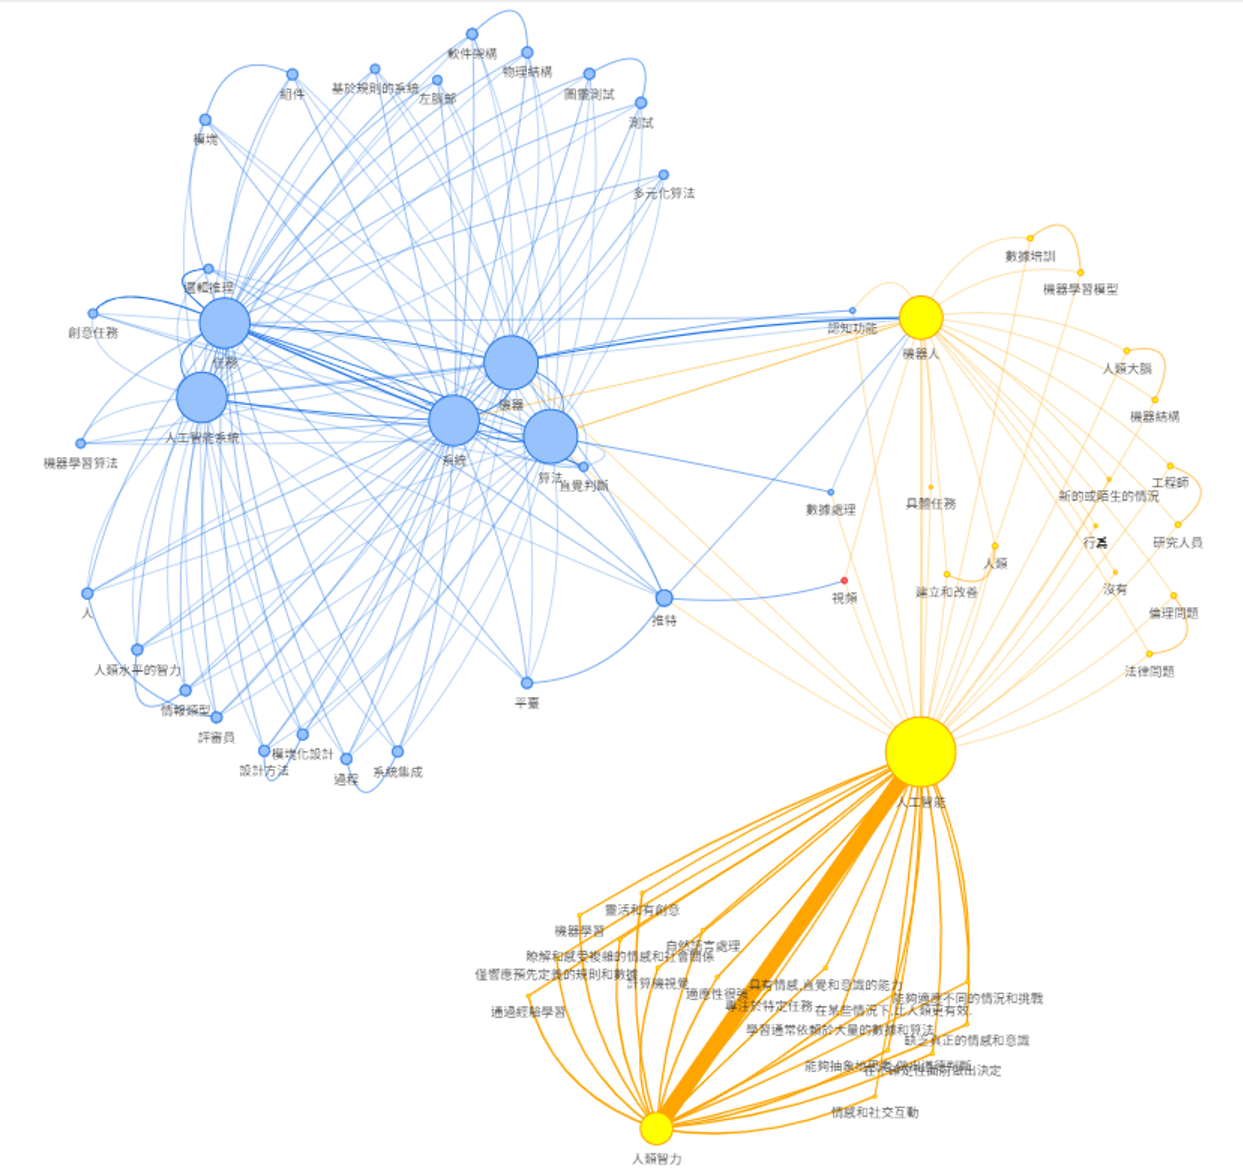 軟件架構
物理結構
組件
基於規則的系統
左腦部
圖靈測試
測試
模塊
多元化算法
數據培訓
邏輯推理
機器學習模型
創意任務
認知功能
任務
機器人
人類大腦
機器
機器結構
人工智能系統
系統
機器學習算法
算法
直覺判斷
工程師
新的或陌生的情況
具體任務
數據處理
行爲
研究人員
人類
建立和改善
沒有
視頻
人
推特
倫理問題
人類水平的智力
法律問題
情報類型
平臺
評審員
模塊化設計
設計方法
過程
系統集成
人工智能
靈活和有創意
機器學習
自然語言處理
瞭解和感受複雜的情感和社會關係
僅響應預先定義的規則和數據
計算機視覺
具有情感,直覺和意識的能力
適應性很強
能夠適應不同的情況和挑戰
專注於特定任務
在某些情況下,比人類更有效.
通過經驗學習
學習通常依賴於大量的數據和算法
缺乏真正的情感和意識
能夠抽象地思考,做出道德判斷
在不確定性面前做出決定
情感和社交互動
人類智力